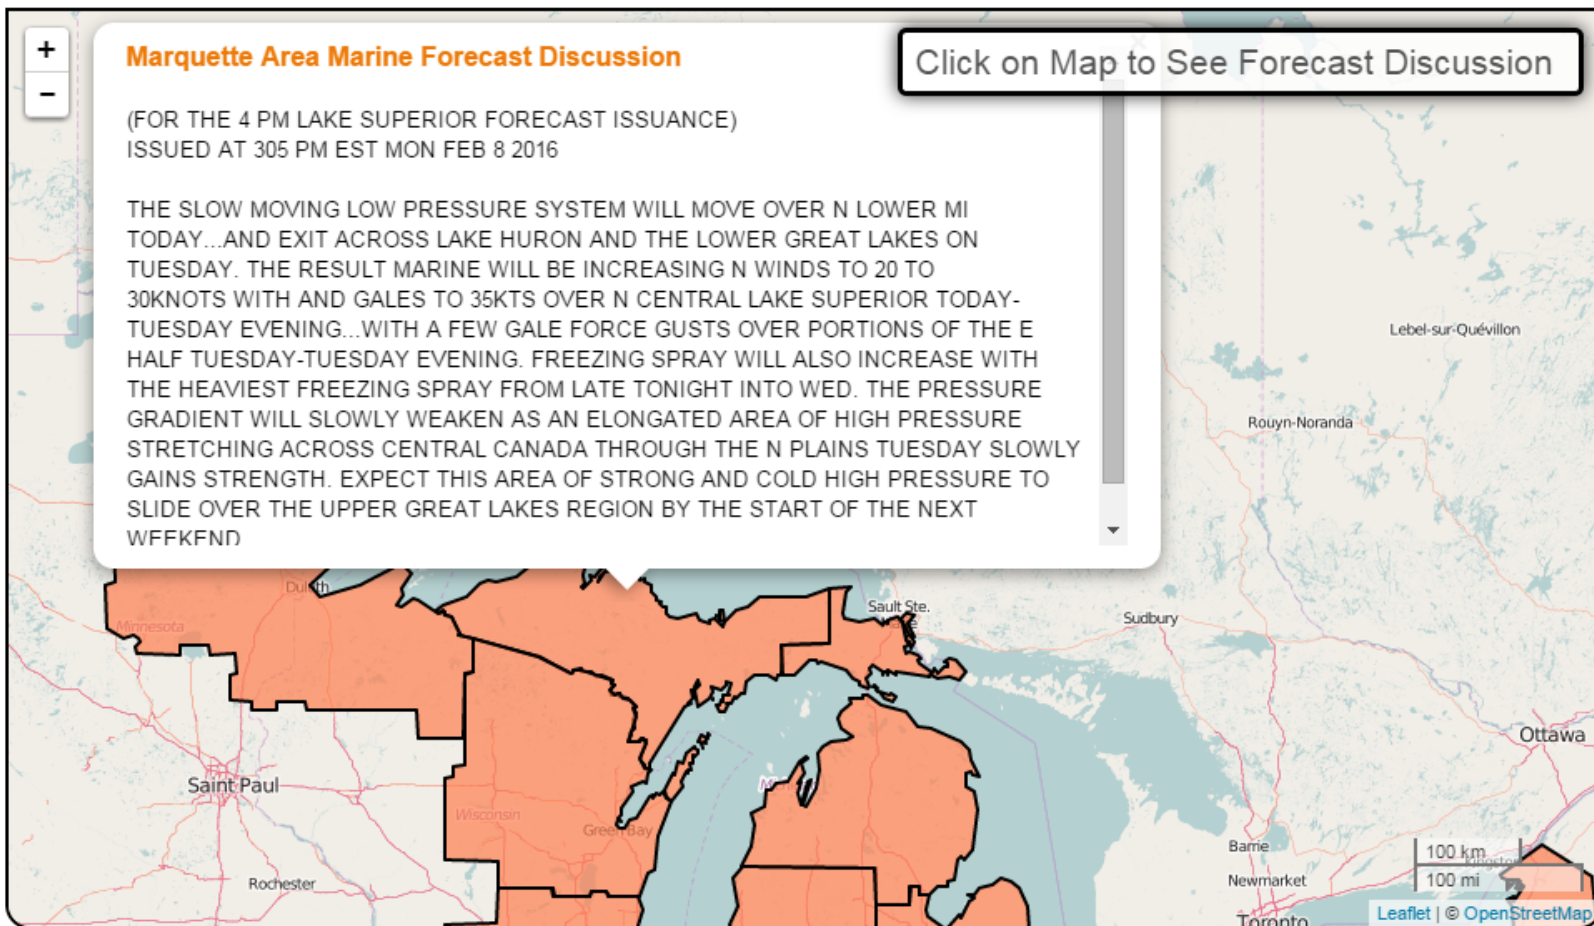 +
−
Marquette Area Marine Forecast Discussion
Click on Map to See Forecast Discussion
(FOR THE 4 PM LAKE SUPERIOR FORECAST ISSUANCE)
ISSUED AT 305 PM EST MON FEB 8 2016
THE SLOW MOVING LOW PRESSURE SYSTEM WILL MOVE OVER N LOWER MI
TODAY...AND EXIT ACROSS LAKE HURON AND THE LOWER GREAT LAKES ON
TUESDAY. THE RESULT MARINE WILL BE INCREASING N WINDS TO 20 TO
30KNOTS WITH AND GALES TO 35KTS OVER N CENTRAL LAKE SUPERIOR TODAY-
TUESDAY EVENING...WITH A FEW GALE FORCE GUSTS OVER PORTIONS OF THE E
HALF TUESDAY-TUESDAY EVENING. FREEZING SPRAY WILL ALSO INCREASE WITH
THE HEAVIEST FREEZING SPRAY FROM LATE TONIGHT INTO WED. THE PRESSURE
GRADIENT WILL SLOWLY WEAKEN AS AN ELONGATED AREA OF HIGH PRESSURE
STRETCHING ACROSS CENTRAL CANADA THROUGH THE N PLAINS TUESDAY SLOWLY
GAINS STRENGTH. EXPECT THIS AREA OF STRONG AND COLD HIGH PRESSURE TO
SLIDE OVER THE UPPER GREAT LAKES REGION BY THE START OF THE NEXT
WEEKEND
Lebel-sur-Quévillon
Rouyn-Noranda
Duluth
Minnesota
Sault Ste.
Sudbury
Ottawa
Saint Paul
Wisconsin
Green Bay
Rochester
Barrie
Newmarket
Toronto
100 km
Kingston
100 mi
Leaflet | © OpenStreetMap